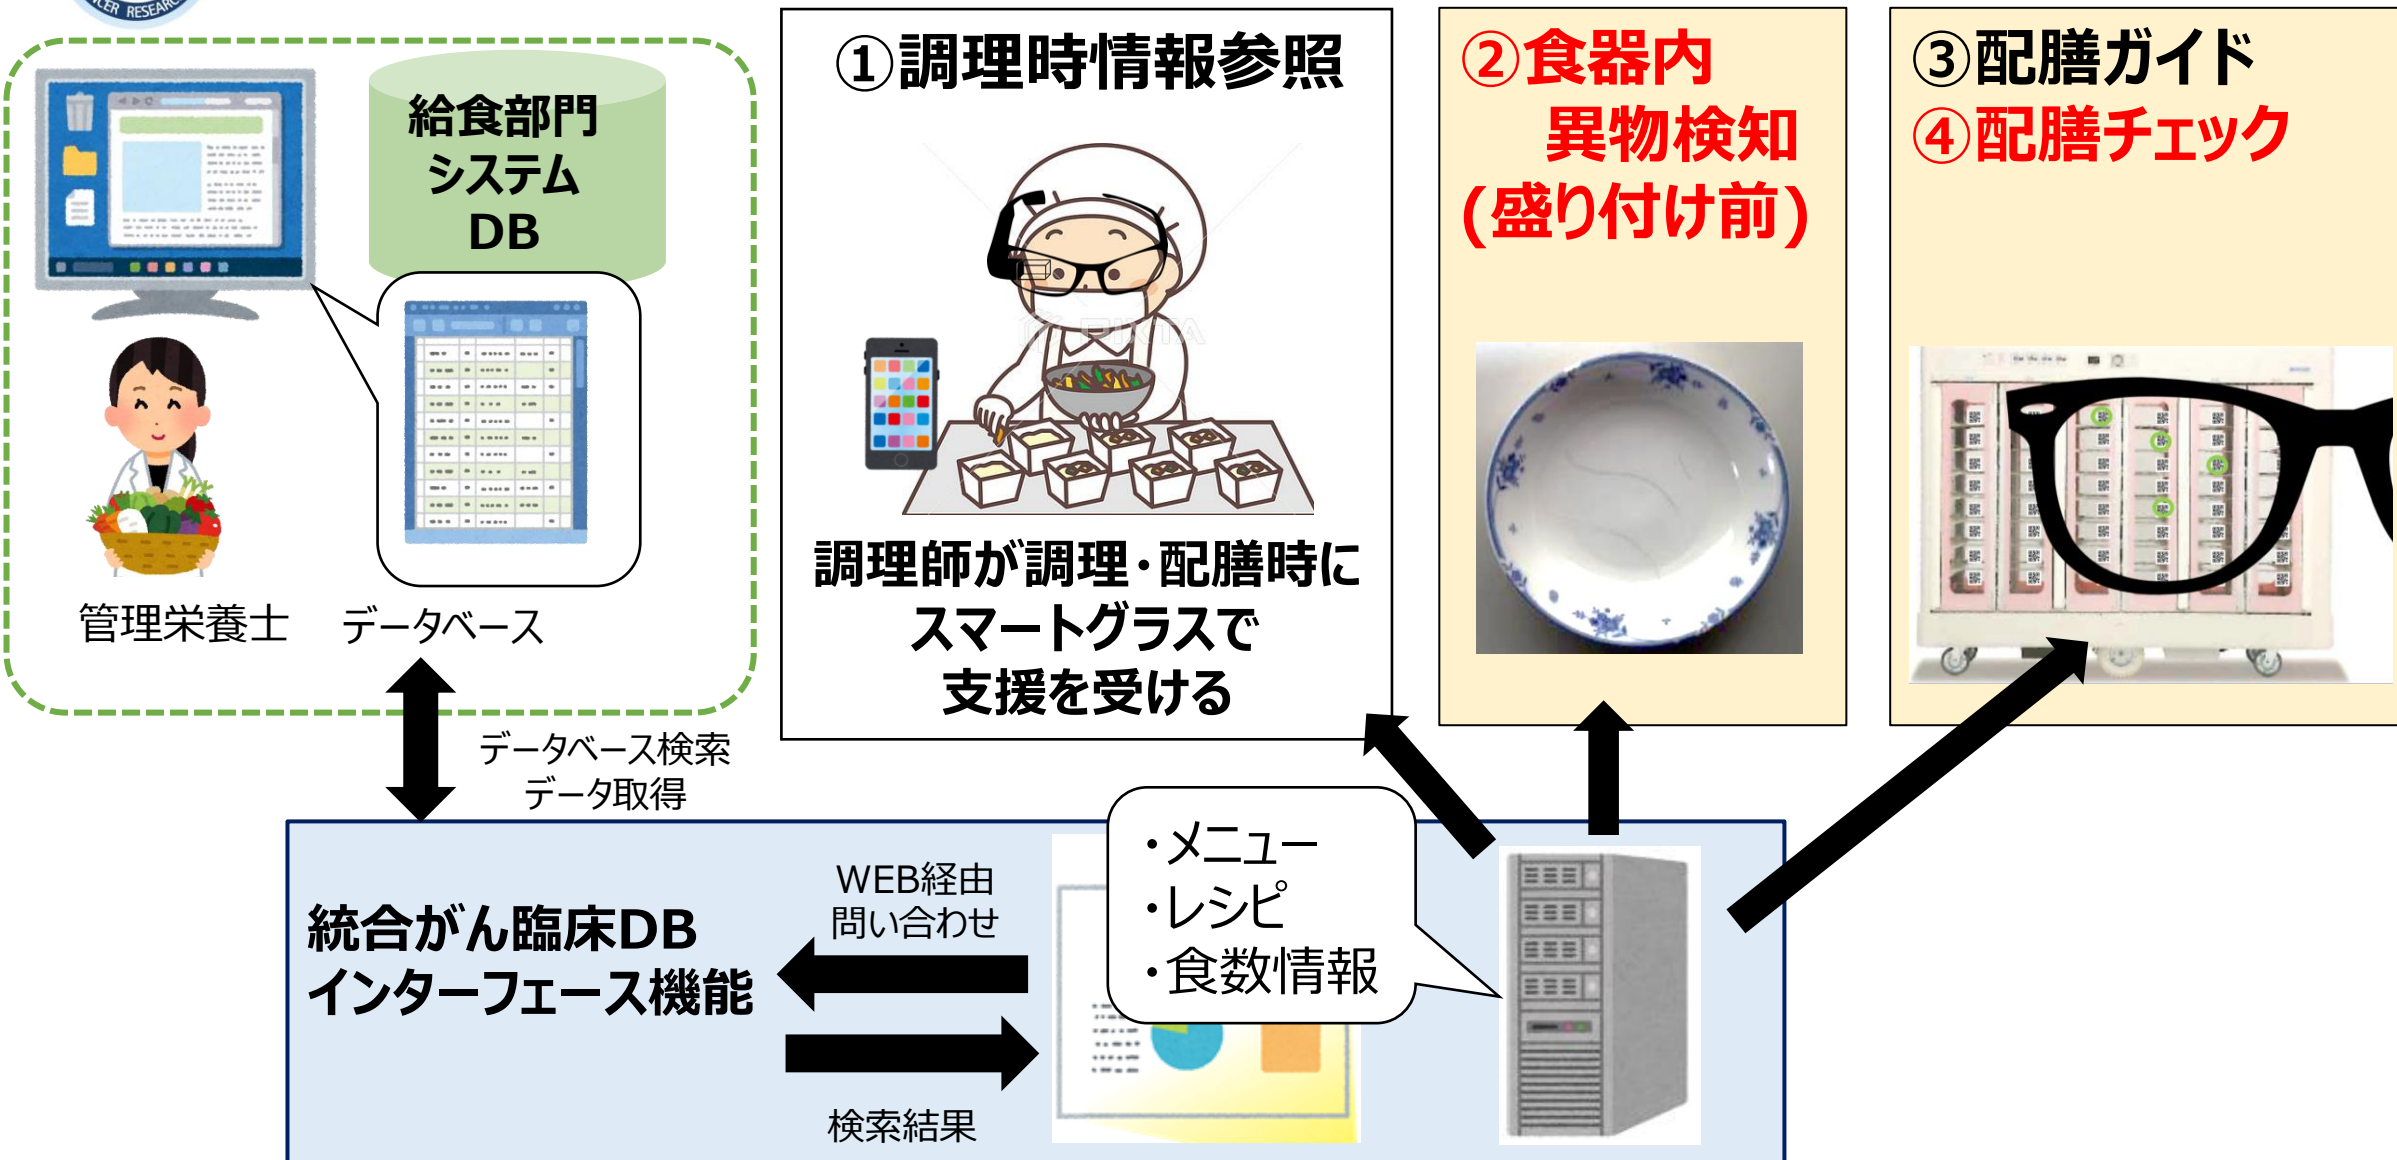 CER RESEARC
給食部門
システム
DB
管理栄養士
データベース
データベース検索
データ取得
①調理時情報参照
PIXTA
調理師が調理・配膳時に
スマートグラスで
支援を受ける
②食器内
異物検知
(盛り付け前)
③配膳ガイド
④配膳チェック
統合がん臨床DB
インターフェース機能
WEB経由
問い合わせ
検索結果
・メニュー
・レシピ
・食数情報